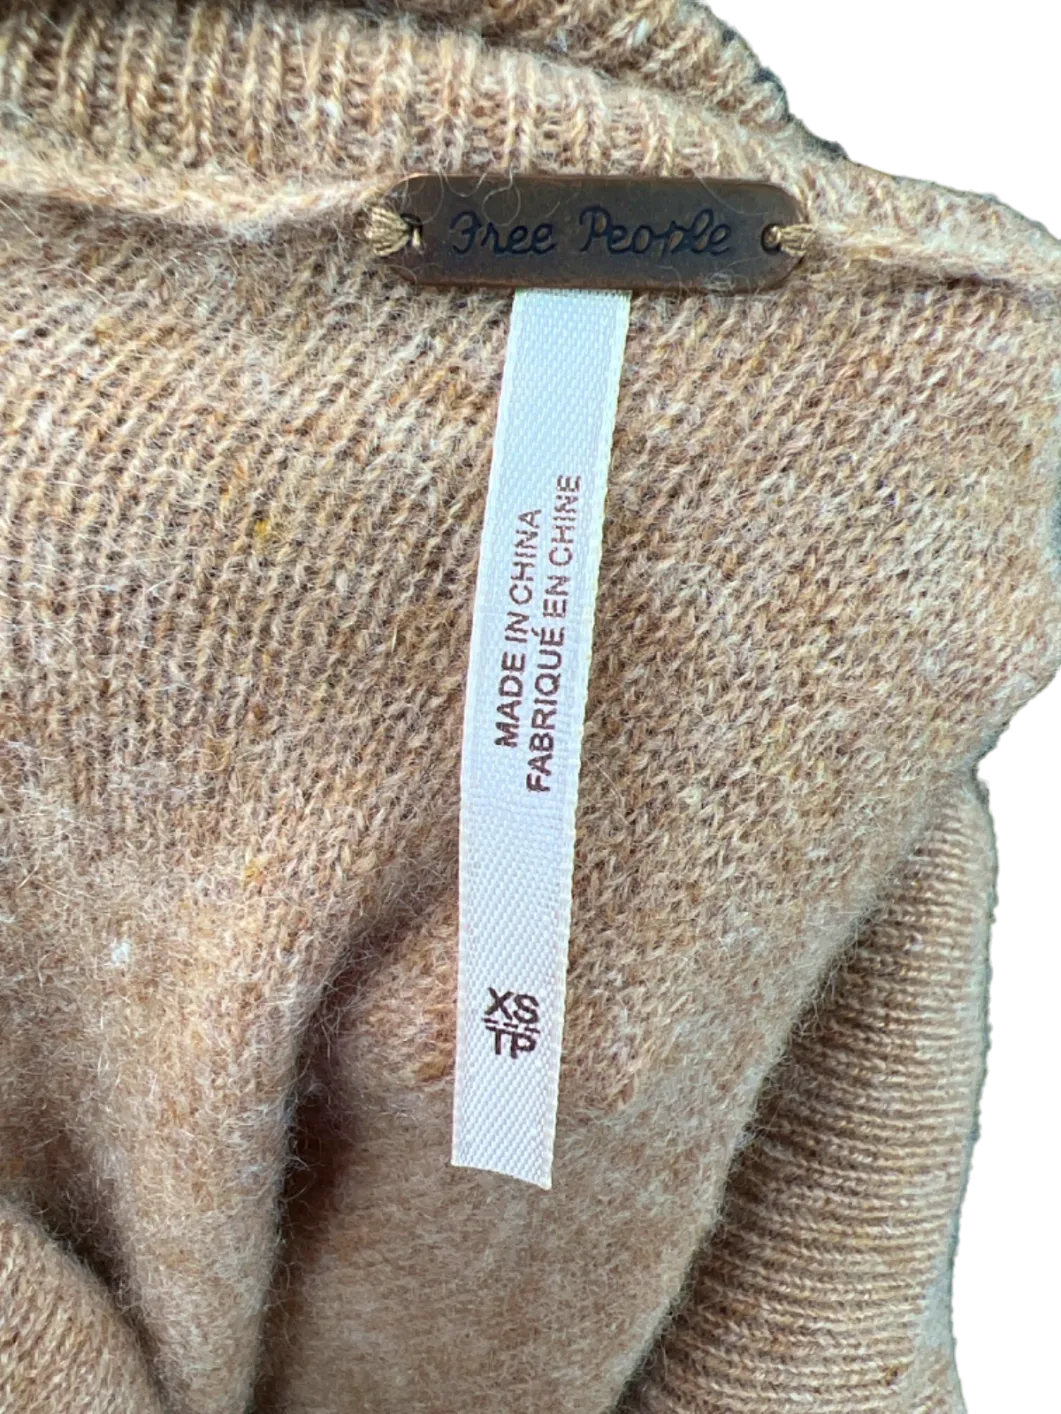 Free People
MADE IN CHINA
FABRIQUÉ EN CHINE
XS
TP